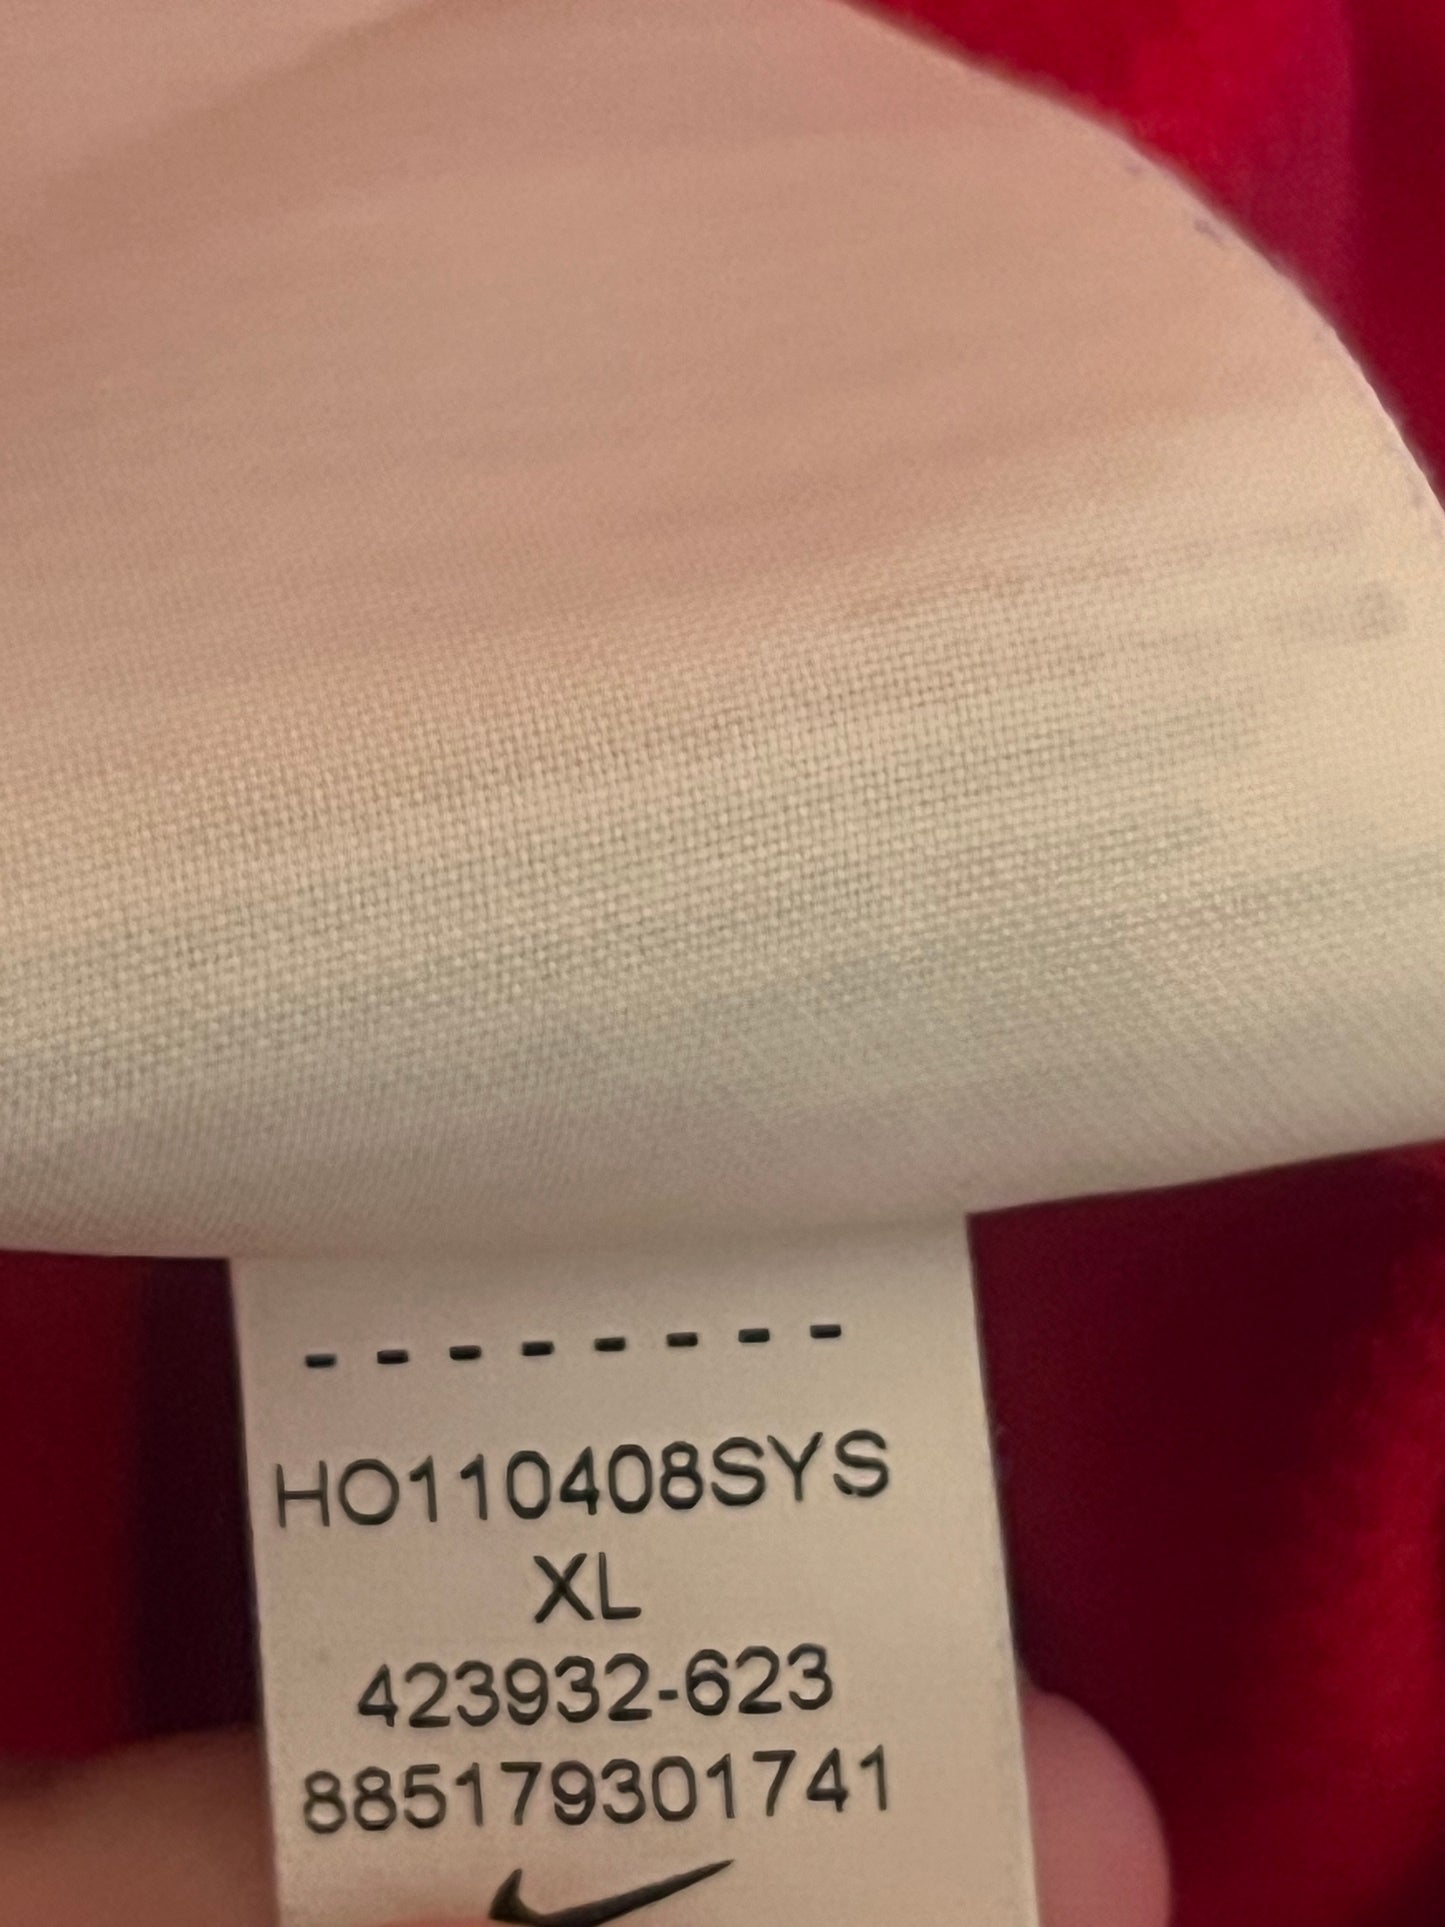 --------
HO110408SYS
XL
423932-623
885179301741